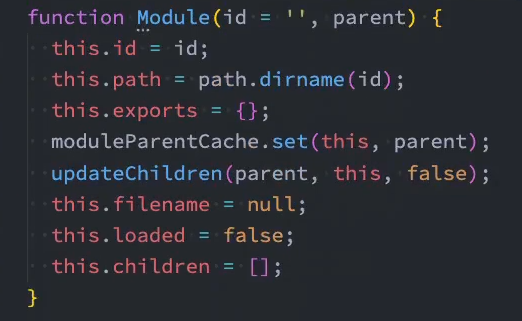 function Module(id = '', parent) {
  this.id = id;
  this.path = path.dirname(id);
  this.exports = {};
  moduleParentCache.set(this, parent);
  updateChildren(parent, this, false);
  this.filename = null;
  this.loaded = false;
  this.children = [];
}